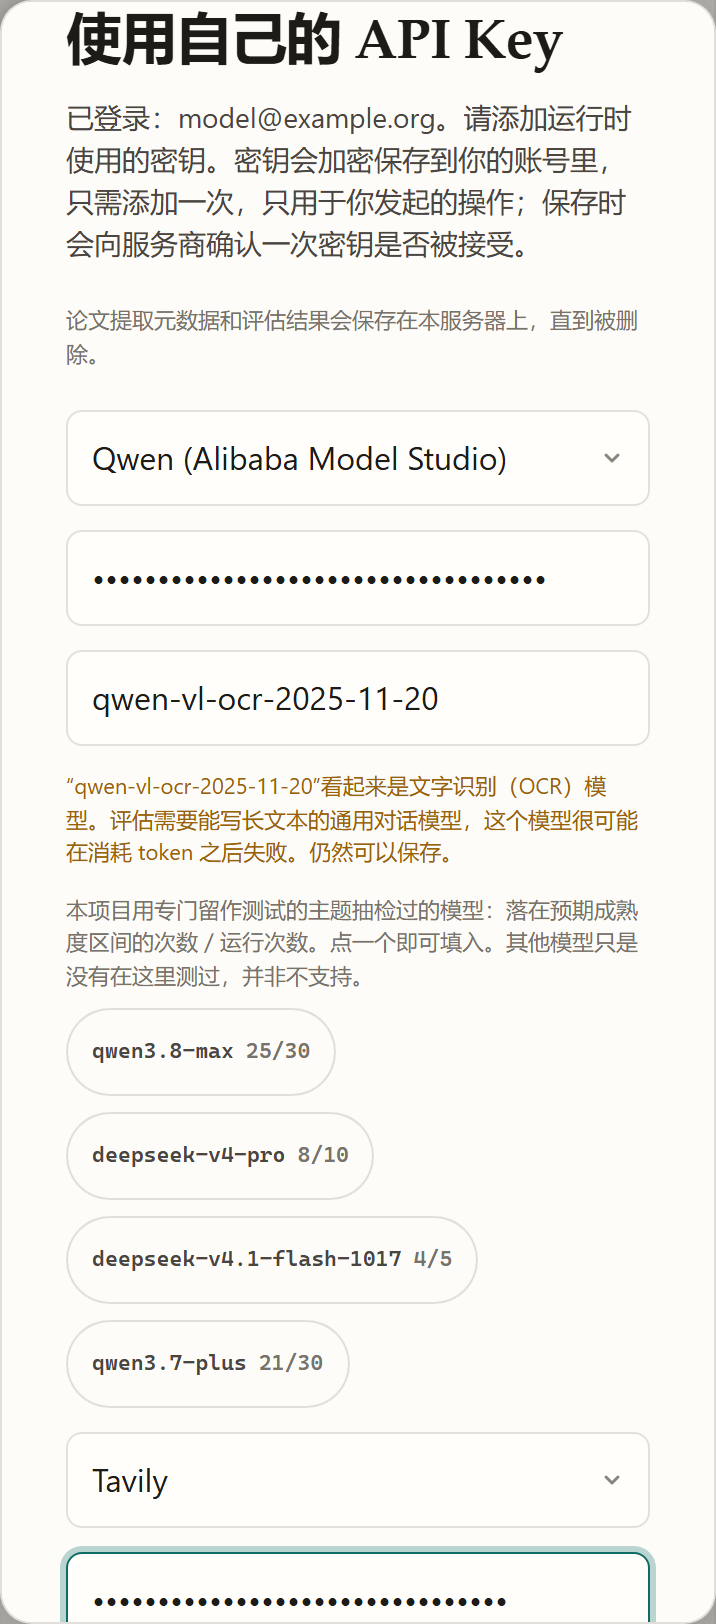 使用自己的 API Key
已登录：model@example.org。请添加运行时
使用的密钥。密钥会加密保存到你的账号里，
只需添加一次，只用于你发起的操作；保存时
会向服务商确认一次密钥是否被接受。
论文提取元数据和评估结果会保存在本服务器上，直到被删
除。
Qwen (Alibaba Model Studio)
•••••••••••••••••••••••••••••••••••
qwen-vl-ocr-2025-11-20
“qwen-vl-ocr-2025-11-20”看起来是文字识别（OCR）模
型。评估需要能写长文本的通用对话模型，这个模型很可能
在消耗 token 之后失败。仍然可以保存。
本项目用专门留作测试的主题抽检过的模型：落在预期成熟
度区间的次数 / 运行次数。点一个即可填入。其他模型只是
没有在这里测过，并非不支持。
qwen3.8-max 25/30
deepseek-v4-pro 8/10
deepseek-v4.1-flash-1017 4/5
qwen3.7-plus 21/30
Tavily
••••••••••••••••••••••••••••••••